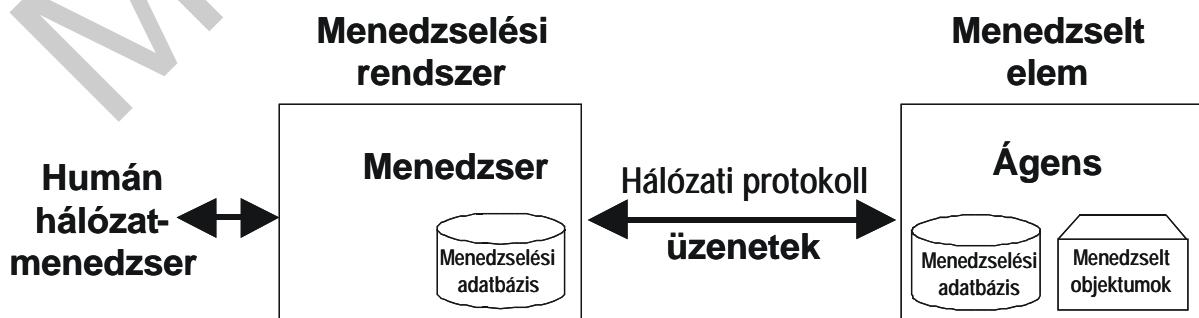 Menedzselési
rendszer
Menedzselt
elem
Humán
hálózat-
menedzser
Menedzser
Menedzselési
adatbázis
Hálózati protokoll
üzenetek
Ágens
Menedzselési
adatbázis
Menedzselt
objektumok